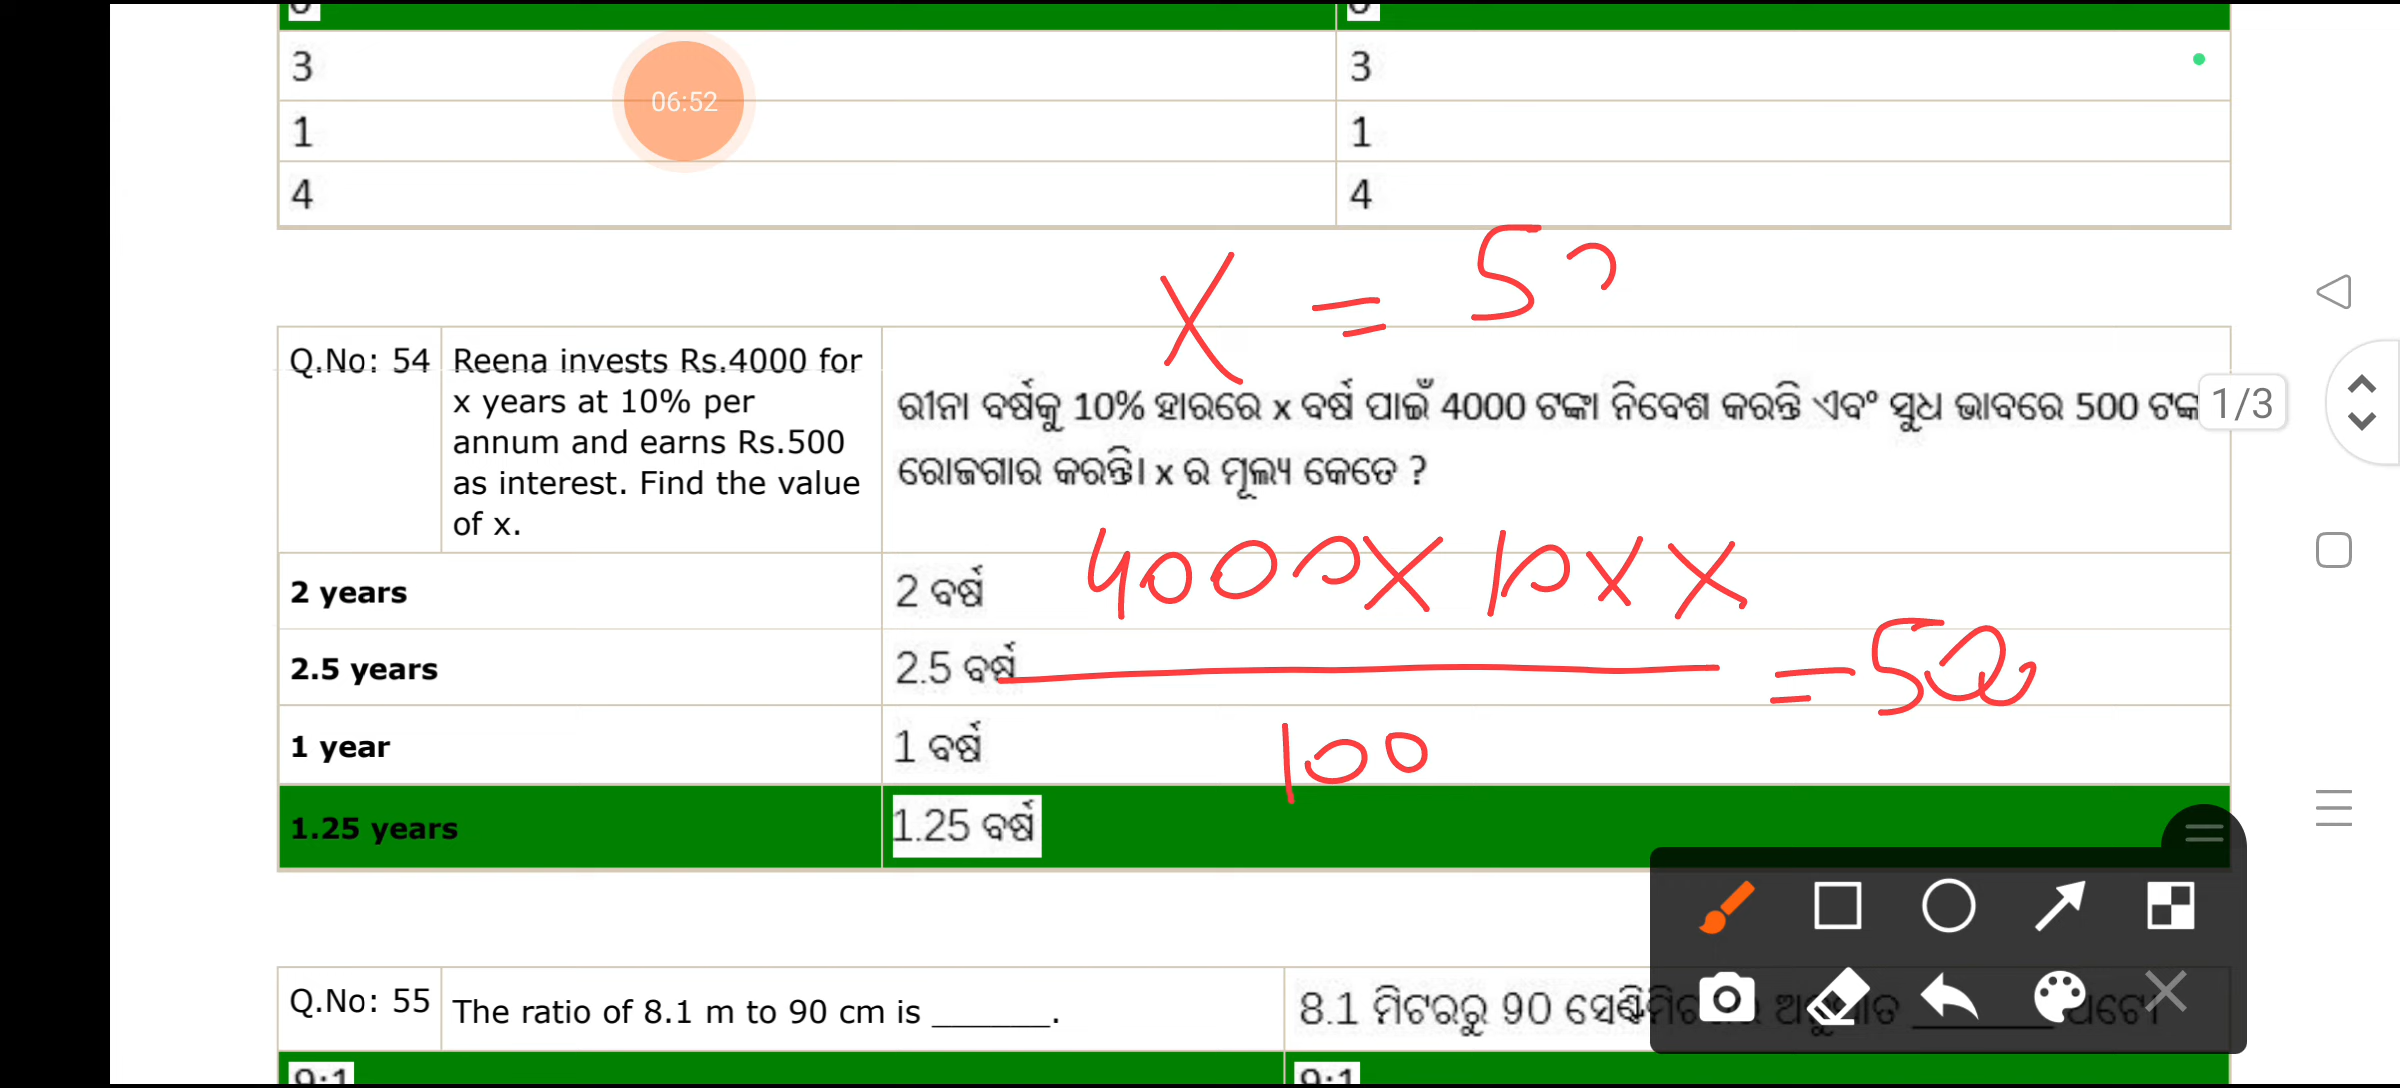 3 3
06:52
1 1
4 4
x = 5
Q.No: 54 Reena invests Rs.4000 for
x years at 10% per
annum and earns Rs.500
as interest. Find the value
of x.
ରୀନା ବର୍ଷକୁ 10% ହାରରେ x ବର୍ଷ ପାଇଁ 4000 ଟଙ୍କା ନିବେଶ କରନ୍ତି ଏବଂ ସୁଧ ଭାବରେ 500 ଟଙ୍କ
ରୋଜଗାର କରନ୍ତି। x ର ମୂଲ୍ୟ କେତେ ?
1/3
4000 x 10 x x
2 years 2 ବର୍ଷ
2.5 years 2.5 ବର୍ଷ
= 500
1 year 1 ବର୍ଷ
100
1.25 years 1.25 ବର୍ଷ
Q.No: 55 The ratio of 8.1 m to 90 cm is ______.
8.1 ମିଟରରୁ 90
9:1 9:1